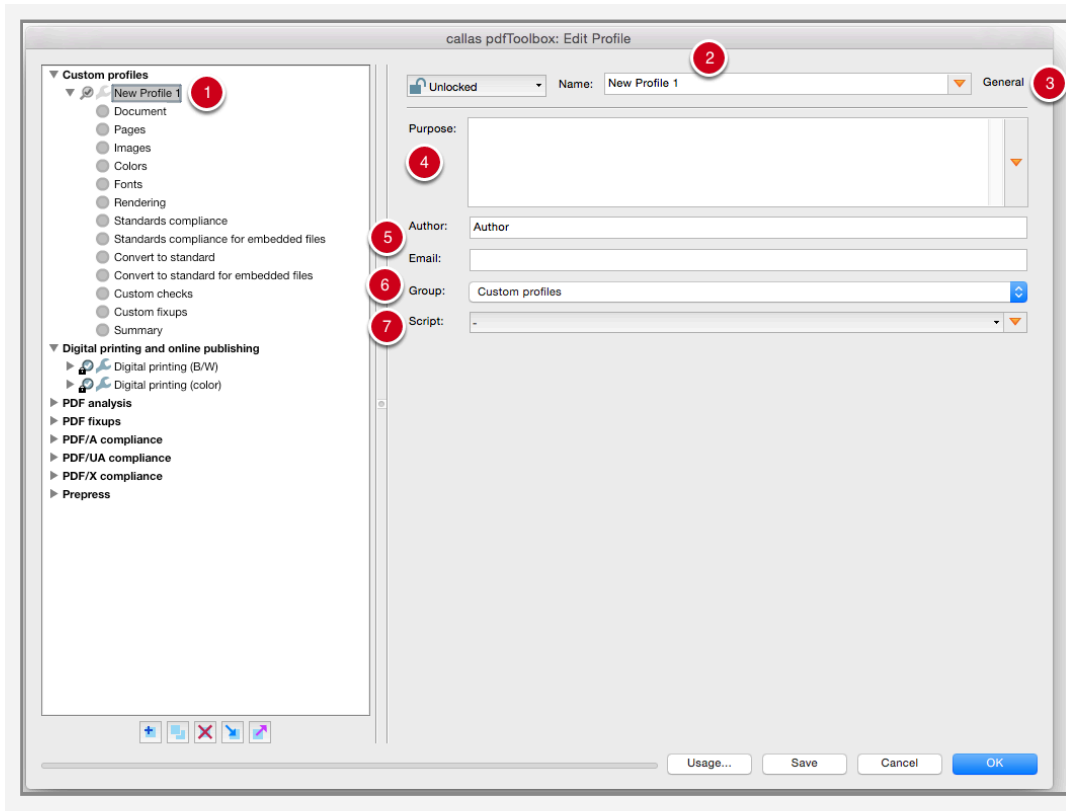 callas pdfToolbox: Edit Profile
2
Custom profiles
New Profile 1
1
Document
Pages
Images
Colors
Fonts
Rendering
Standards compliance
Standards compliance for embedded files
Convert to standard
Convert to standard for embedded files
Custom checks
Custom fixups
Summary
Digital printing and online publishing
Digital printing (B/W)
Digital printing (color)
PDF analysis
PDF fixups
PDF/A compliance
PDF/UA compliance
PDF/X compliance
Prepress
Unlocked Name: New Profile 1 General 3
Purpose:
4
Author: Author
5
Email:
6 Group: Custom profiles
7 Script: -
Usage... Save Cancel OK